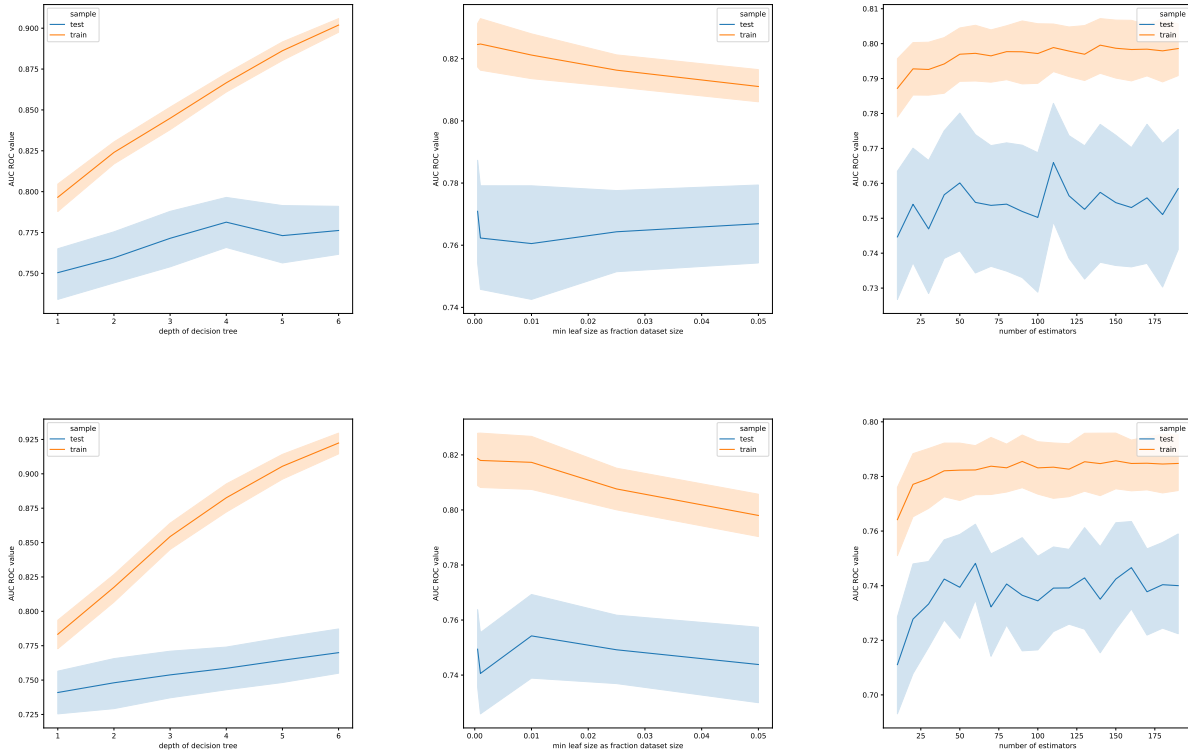 sample
test
train
0.900
0.875
0.850
0.825
0.800
0.775
0.750
AUC ROC value
1 2 3 4 5 6
depth of decision tree
sample
test
train
0.82
0.80
0.78
0.76
0.74
AUC ROC value
0.00 0.01 0.02 0.03 0.04 0.05
min leaf size as fraction dataset size
sample
test
train
0.81
0.80
0.79
0.78
0.77
0.76
0.75
0.74
0.73
AUC ROC value
25 50 75 100 125 150 175
number of estimators
sample
test
train
0.925
0.900
0.875
0.850
0.825
0.800
0.775
0.750
0.725
AUC ROC value
1 2 3 4 5 6
depth of decision tree
sample
test
train
0.82
0.80
0.78
0.76
0.74
AUC ROC value
0.00 0.01 0.02 0.03 0.04 0.05
min leaf size as fraction dataset size
sample
test
train
0.80
0.78
0.76
0.74
0.72
0.70
AUC ROC value
25 50 75 100 125 150 175
number of estimators